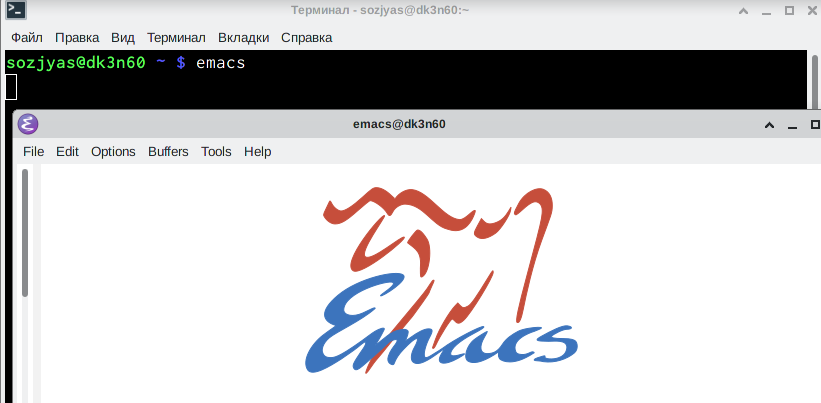 Терминал - sozjyas@dk3n60:~
Файл Правка Вид Терминал Вкладки Справка
sozjyas@dk3n60 ~ $ emacs
emacs@dk3n60
File Edit Options Buffers Tools Help
Emacs